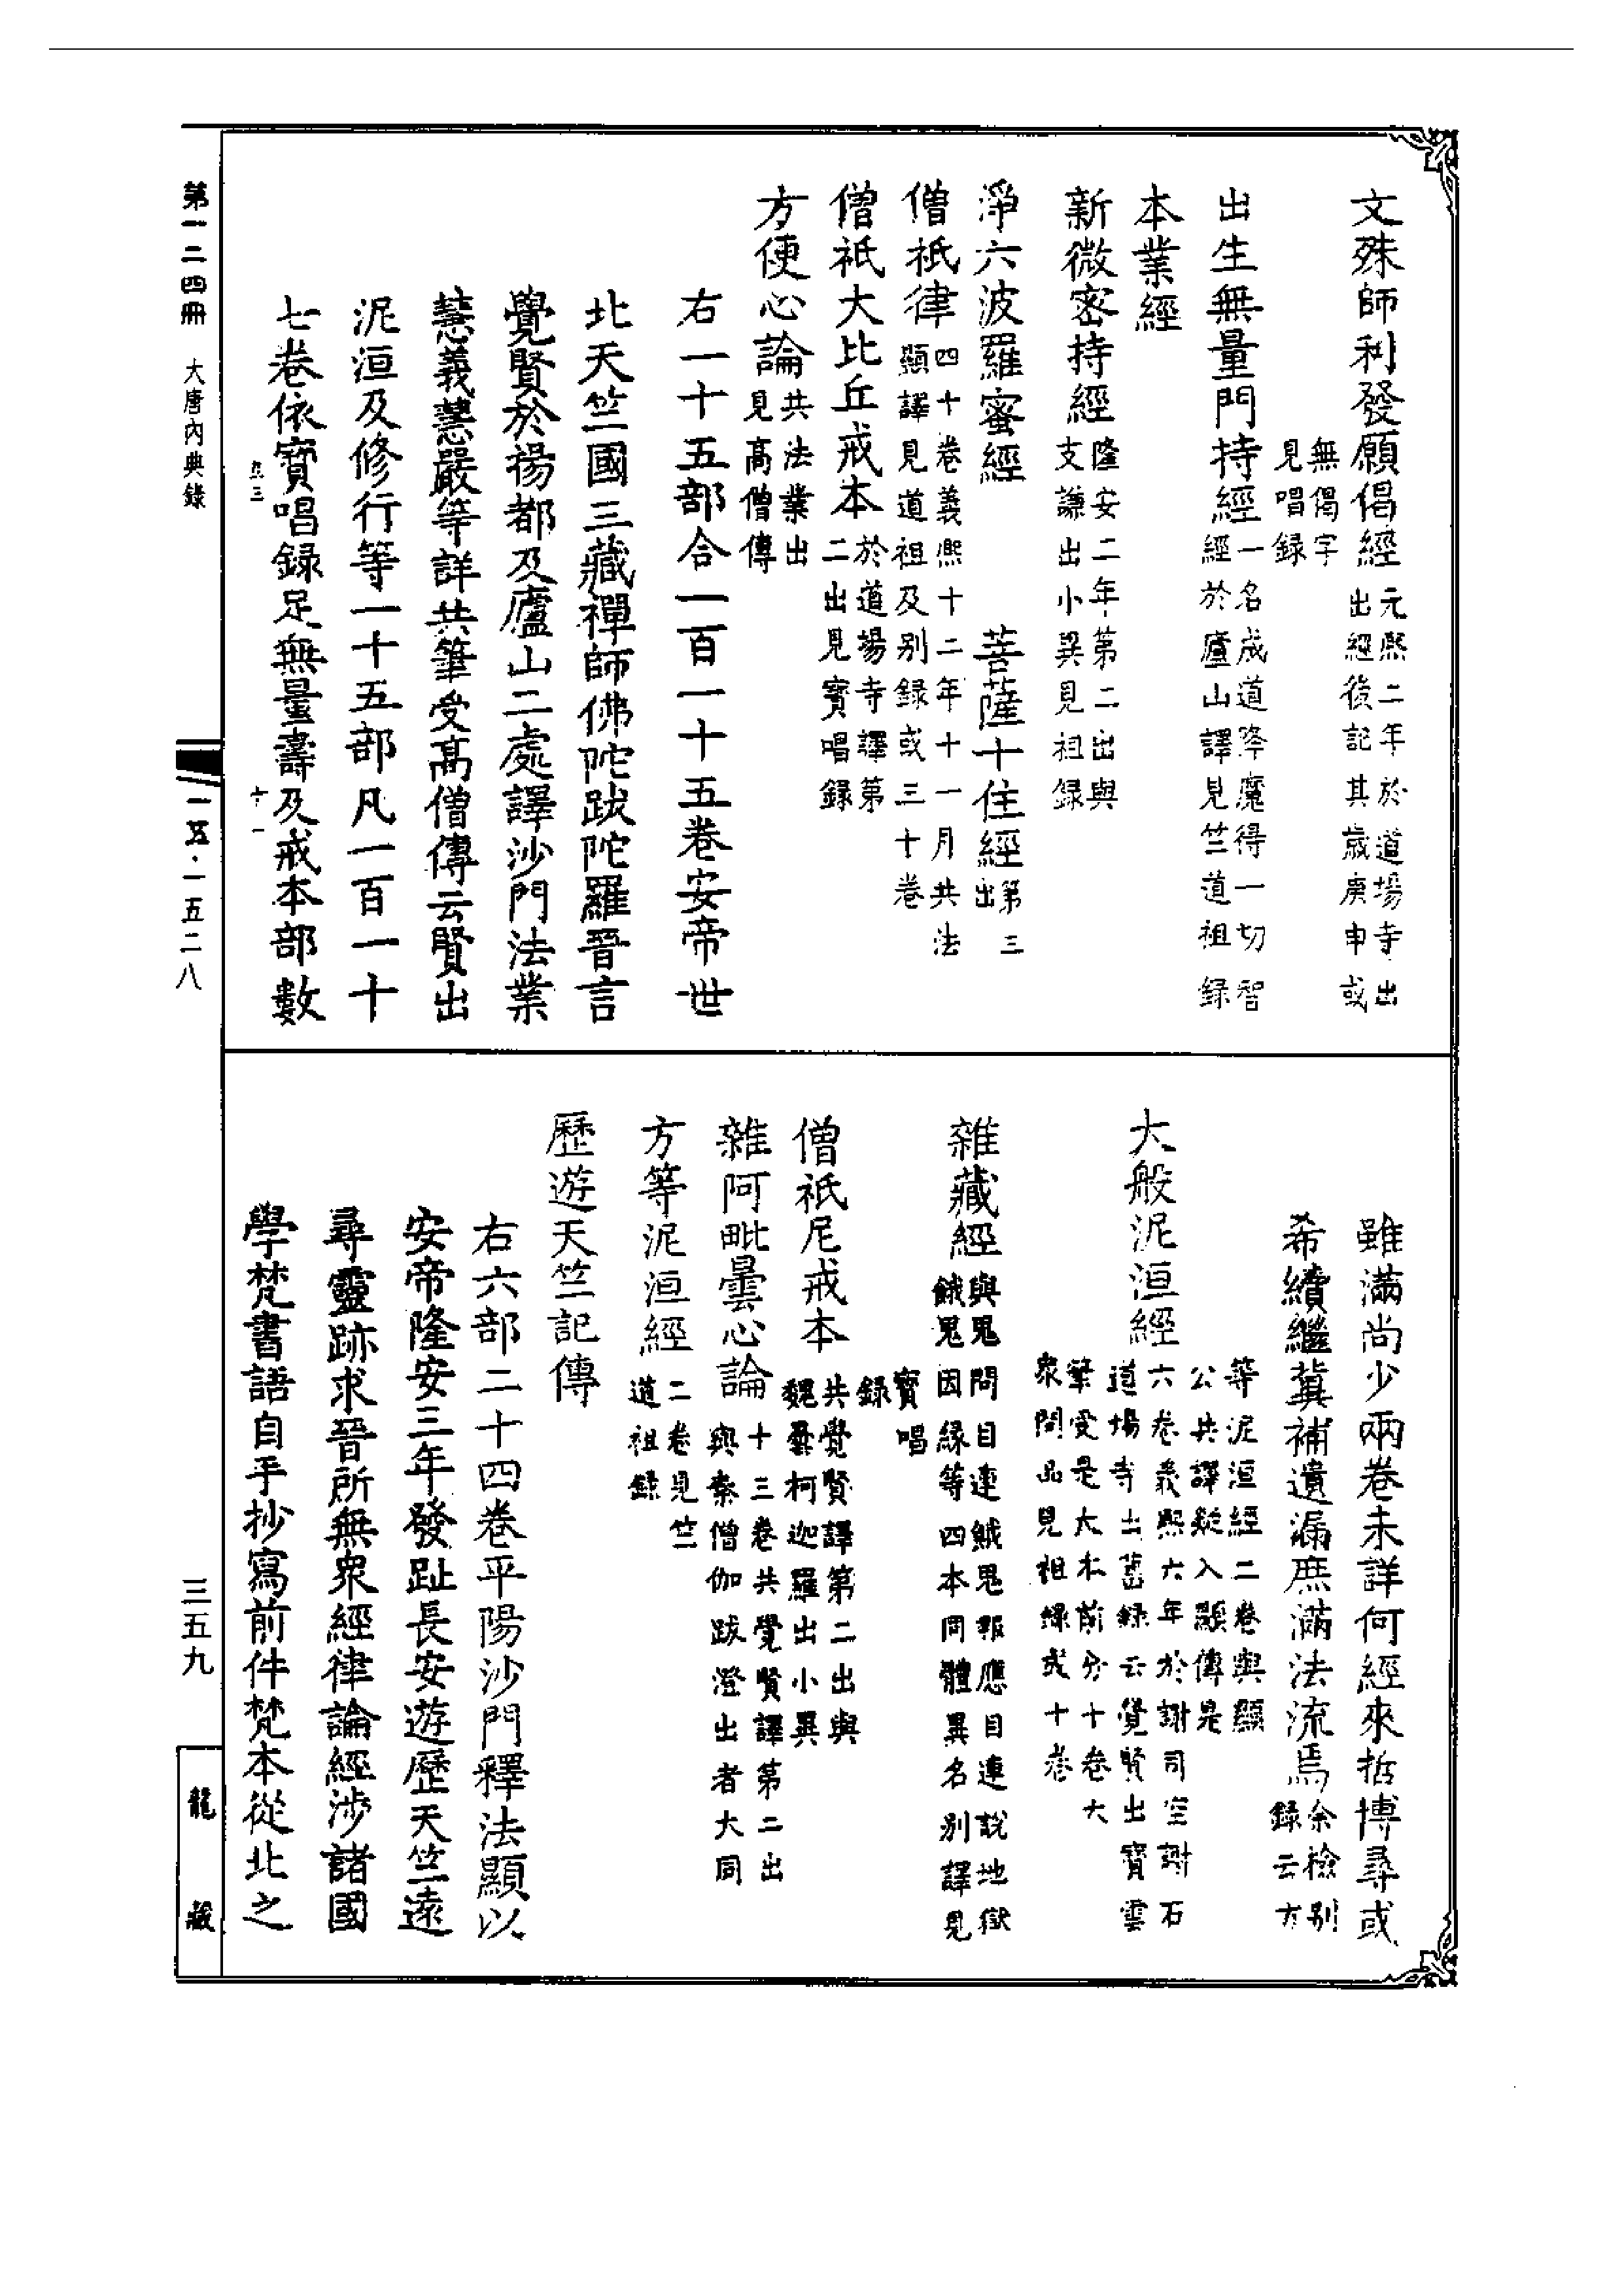 文殊師利發願偈經元熙二年於道場寺出
出經後記其歲庚申或
無偈字
見唱錄
出生無量門持經一名成道降魔得一切智
經於廬山譯見竺道祖錄
本業經
新微密持經隆安二年第二出與
支謙出小異見祖錄
淨六波羅蜜經 菩薩十住經第三
出
僧祇律四十卷義熙十二年十一月共法
顯譯見道祖及別錄或三十卷
僧祇大比丘戒本於道場寺譯第
二出見寶唱錄
方便心論共法業出
見高僧傳
右一十五部合一百一十五卷安帝世
北天竺國三藏禪師佛陀跋陀羅晉言
覺賢於揚都及廬山二處譯沙門法業
慧義慧嚴等詳共筆受高僧傳云賢出
泥洹及修行等一十五部凡一百一十
七卷依寶唱錄足無量壽及戒本部數
十一
雖滿尚少兩卷未詳何經來哲博尋或
希續繼冀補遺漏庶滿法流焉余檢別
錄云方
等泥洹經二卷與顯
公共譯疑入顯傳是
大般泥洹經六卷義熙六年於謝司空謝石
道場寺出舊錄云覺賢出寶雲
筆受是大本前分十卷大
衆問品見祖錄或十卷
雜藏經與鬼問目連餓鬼報應目連說地獄
餓鬼因緣等四本同體異名別譯見
寶唱
錄
僧祇尼戒本共覺賢譯第二出與
魏曇柯迦羅出小異
雜阿毗曇心論十三卷共覺賢譯第二出
與秦僧伽跋澄出者大同
方等泥洹經二卷見竺
道祖錄
歷遊天竺記傳
右六部二十四卷平陽沙門釋法顯以
安帝隆安三年發趾長安遊歷天竺遠
尋靈跡求晉所無衆經律論經涉諸國
學梵書語自手抄寫前件梵本從北之
第一二四冊 大唐內典錄
一五·一五二八
三五九
龍藏